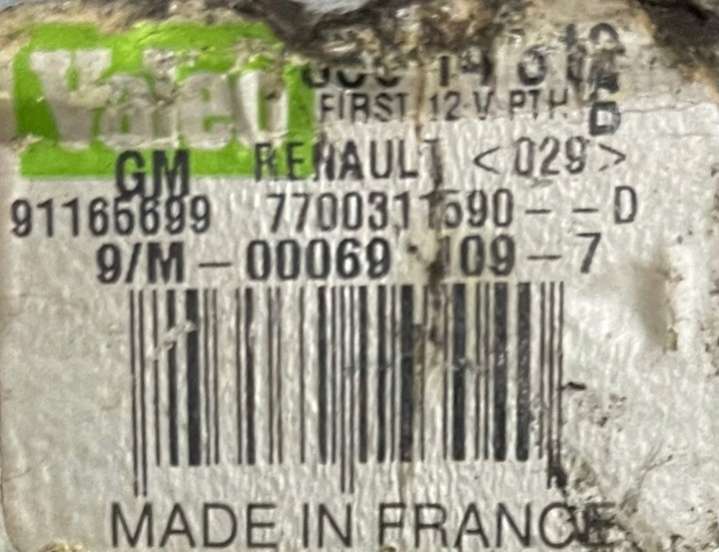 Valeo
FIRST 12 V PTH
RENAULT <029>
GM
91165699 7700311590--D
9/M-00069 109-7
MADE IN FRANCE